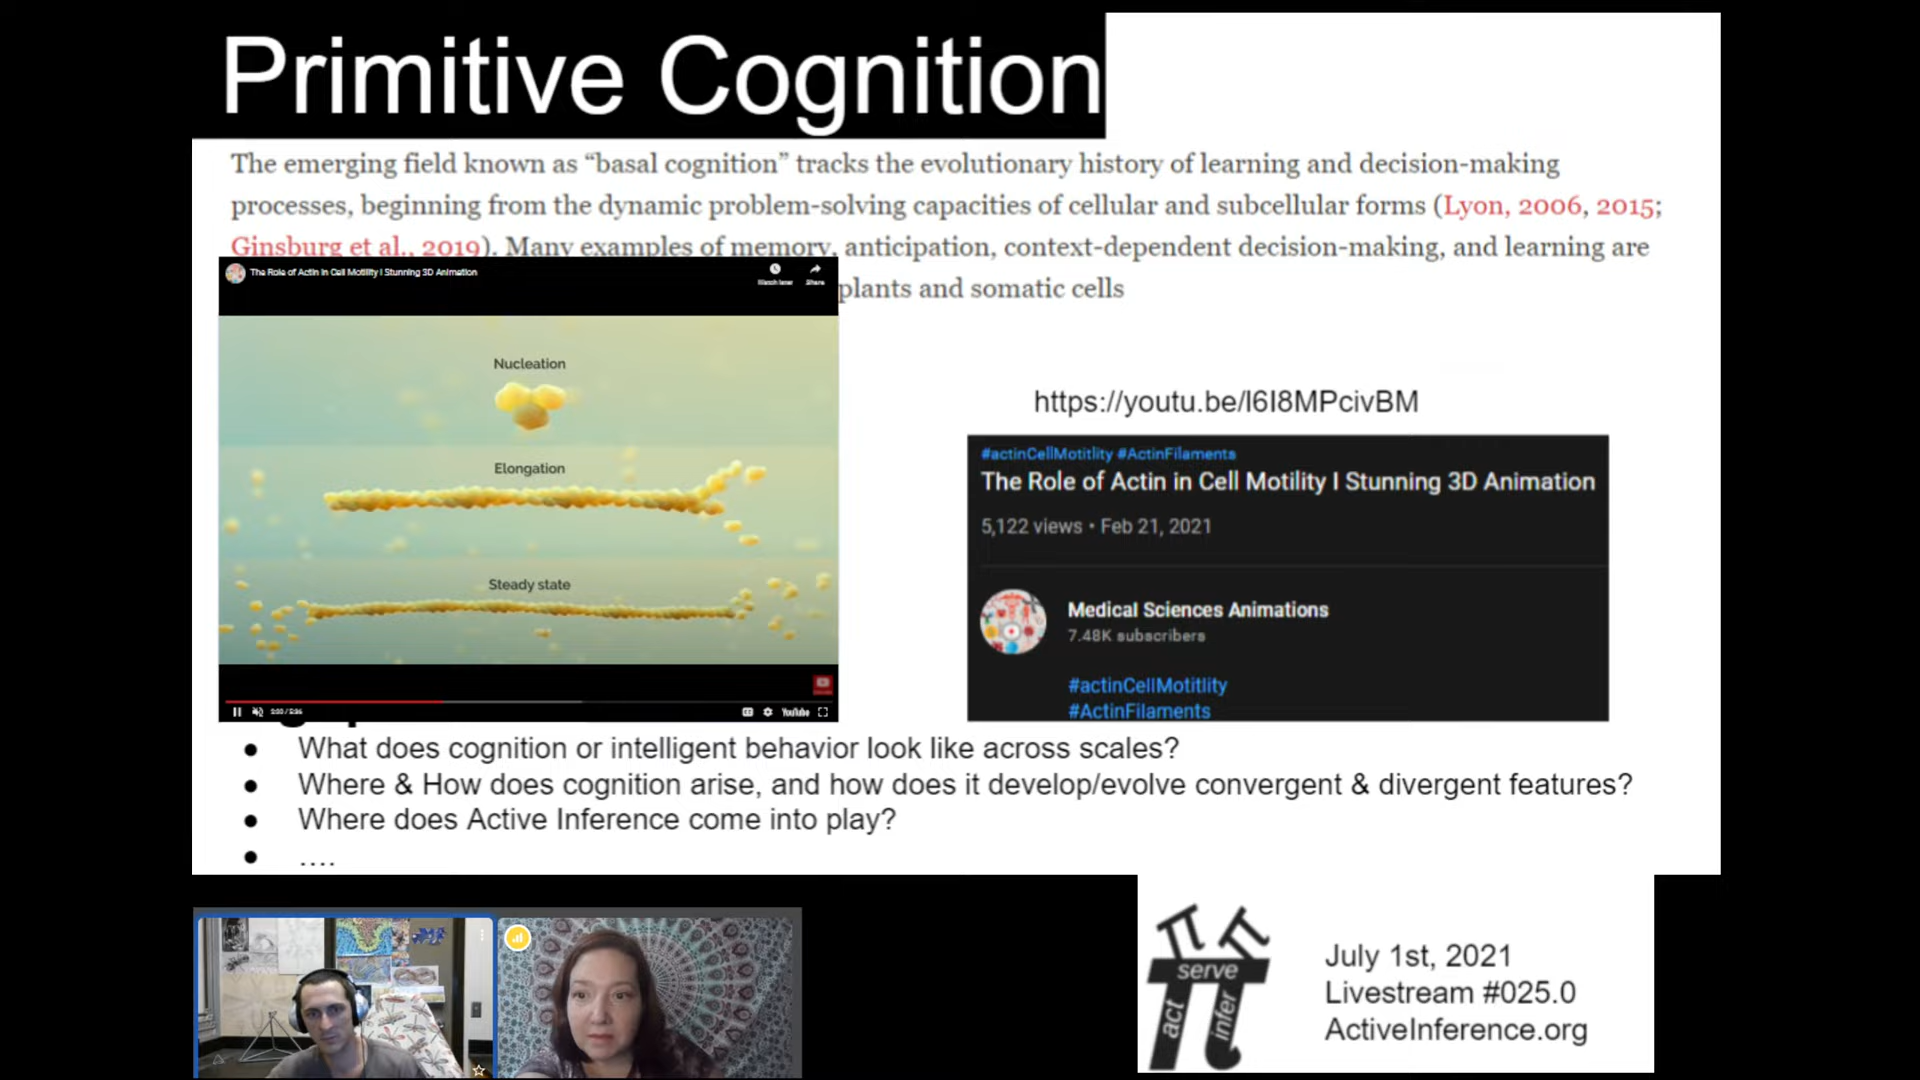 Primitive Cognition
The emerging field known as “basal cognition” tracks the evolutionary history of learning and decision-making
processes, beginning from the dynamic problem-solving capacities of cellular and subcellular forms (Lyon, 2006, 2015;
Ginsburg et al., 2019). Many examples of memory, anticipation, context-dependent decision-making, and learning are
plants and somatic cells
The Role of Actin in Cell Motility I Stunning 3D Animation
Watch later
Share
Nucleation
Elongation
Steady state
YouTube
https://youtu.be/I6I8MPcivBM
#actinCellMotitlity #ActinFilaments
The Role of Actin in Cell Motility I Stunning 3D Animation
5,122 views • Feb 21, 2021
Medical Sciences Animations
7.48K subscribers
#actinCellMotitlity
#ActinFilaments
● What does cognition or intelligent behavior look like across scales?
● Where & How does cognition arise, and how does it develop/evolve convergent & divergent features?
● Where does Active Inference come into play?
● ....
serve
act
infer
July 1st, 2021
Livestream #025.0
ActiveInference.org